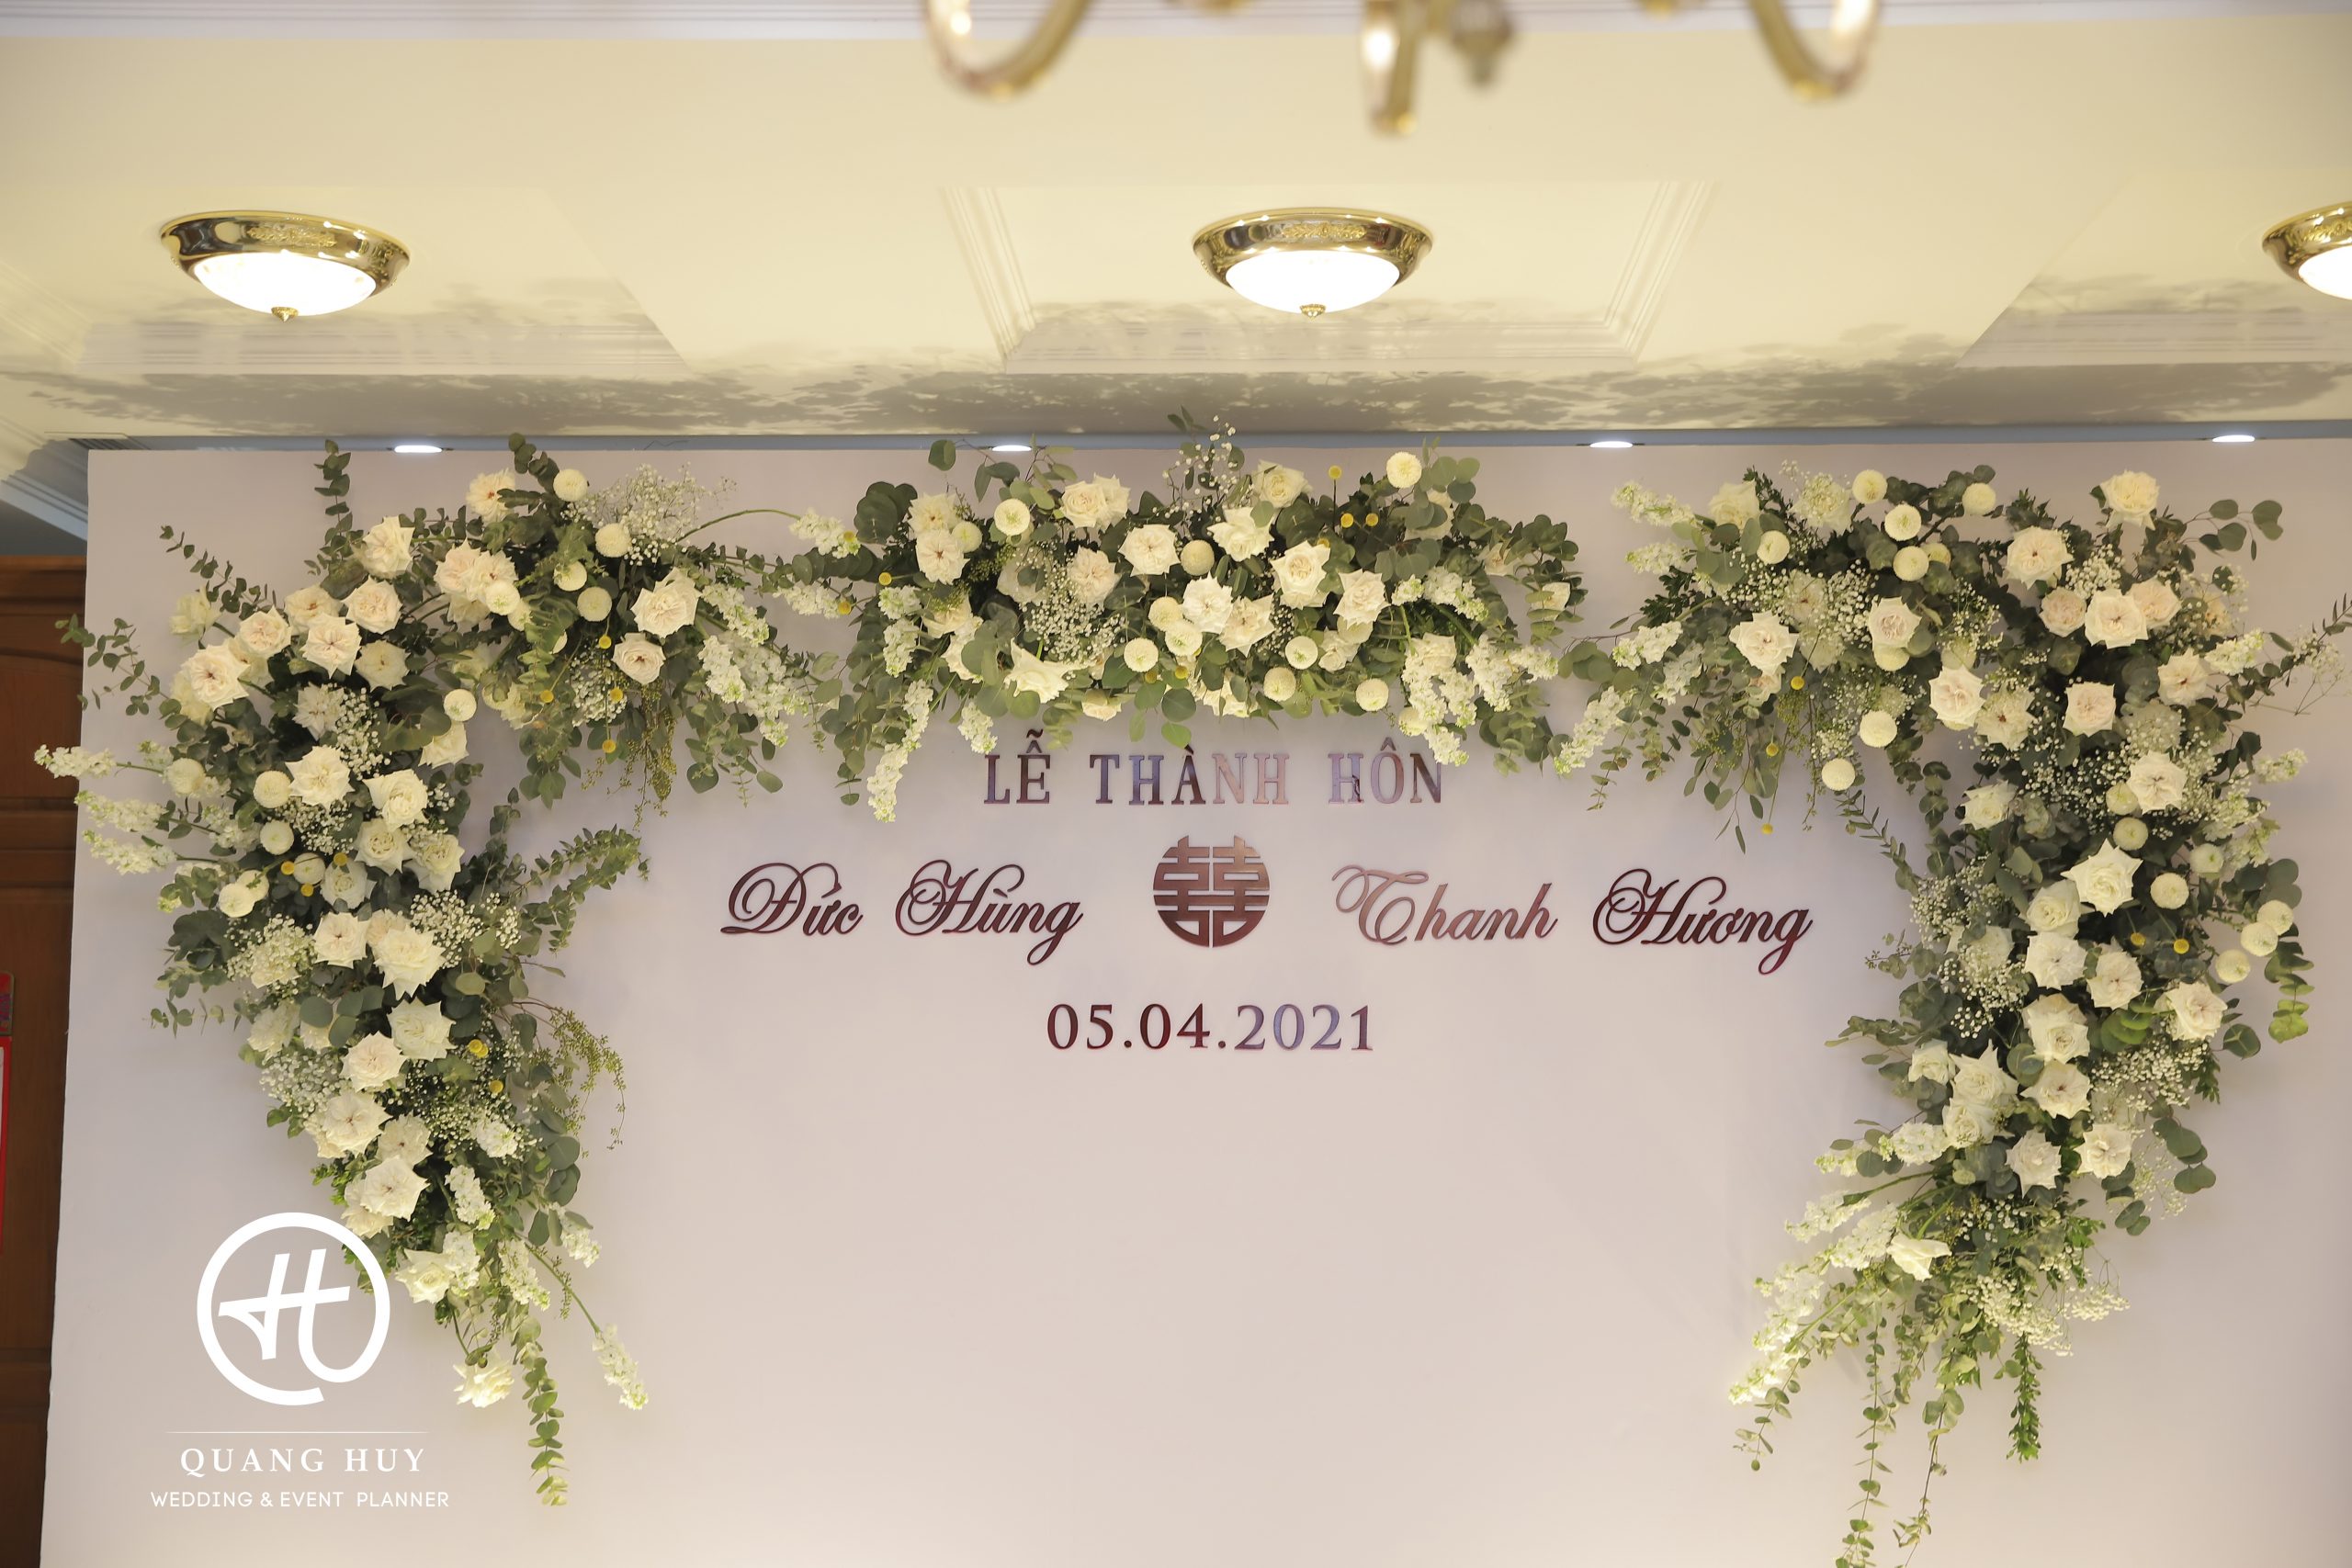 LỄ THÀNH HÔN
Đức Hùng 囍 Thanh Hương
05.04.2021
H
QUANG HUY
WEDDING & EVENT PLANNER